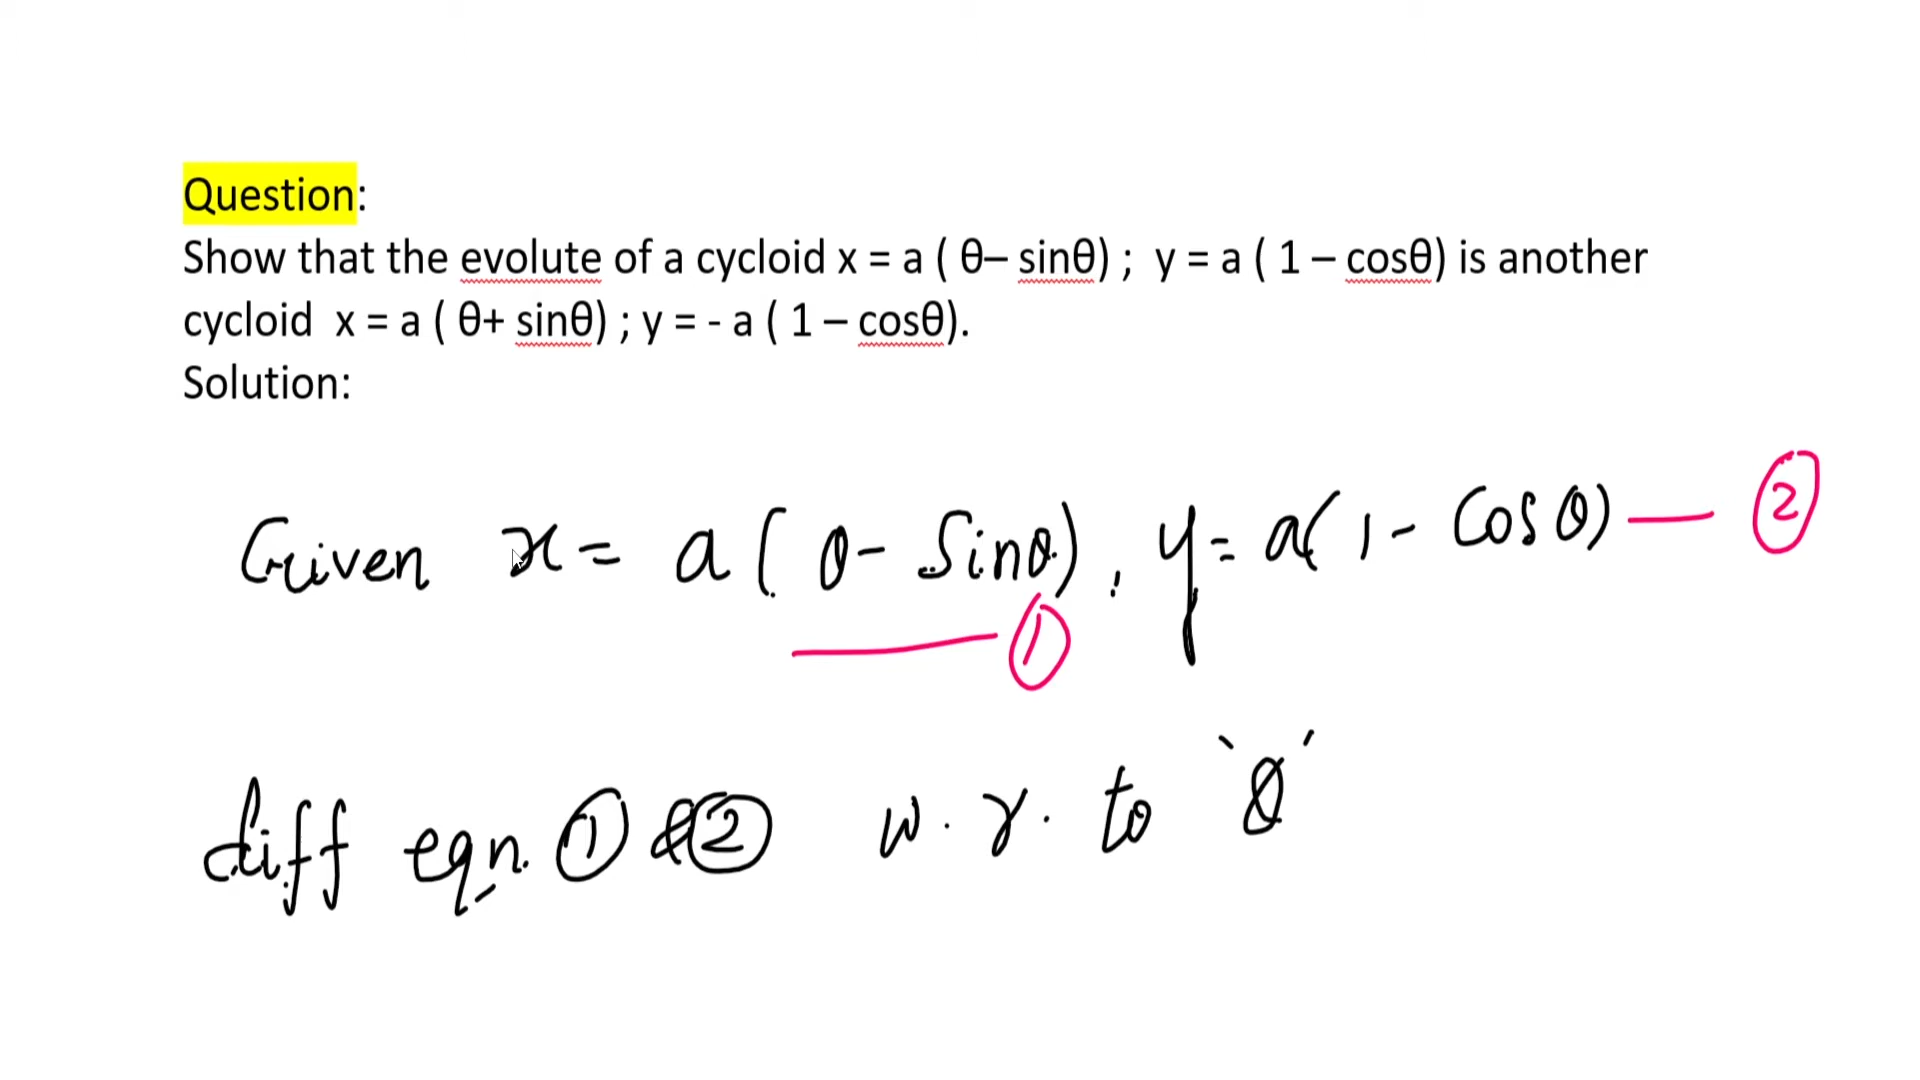 Question:
Show that the evolute of a cycloid x = a ( θ– sinθ) ; y = a ( 1 – cosθ) is another
cycloid x = a ( θ+ sinθ) ; y = - a ( 1 – cosθ).
Solution:
Given x = a ( θ - Sinθ) , y = a( 1 - Cos θ) — ②
— ①
diff eqn. ① & ② w . r . to ‵θ′